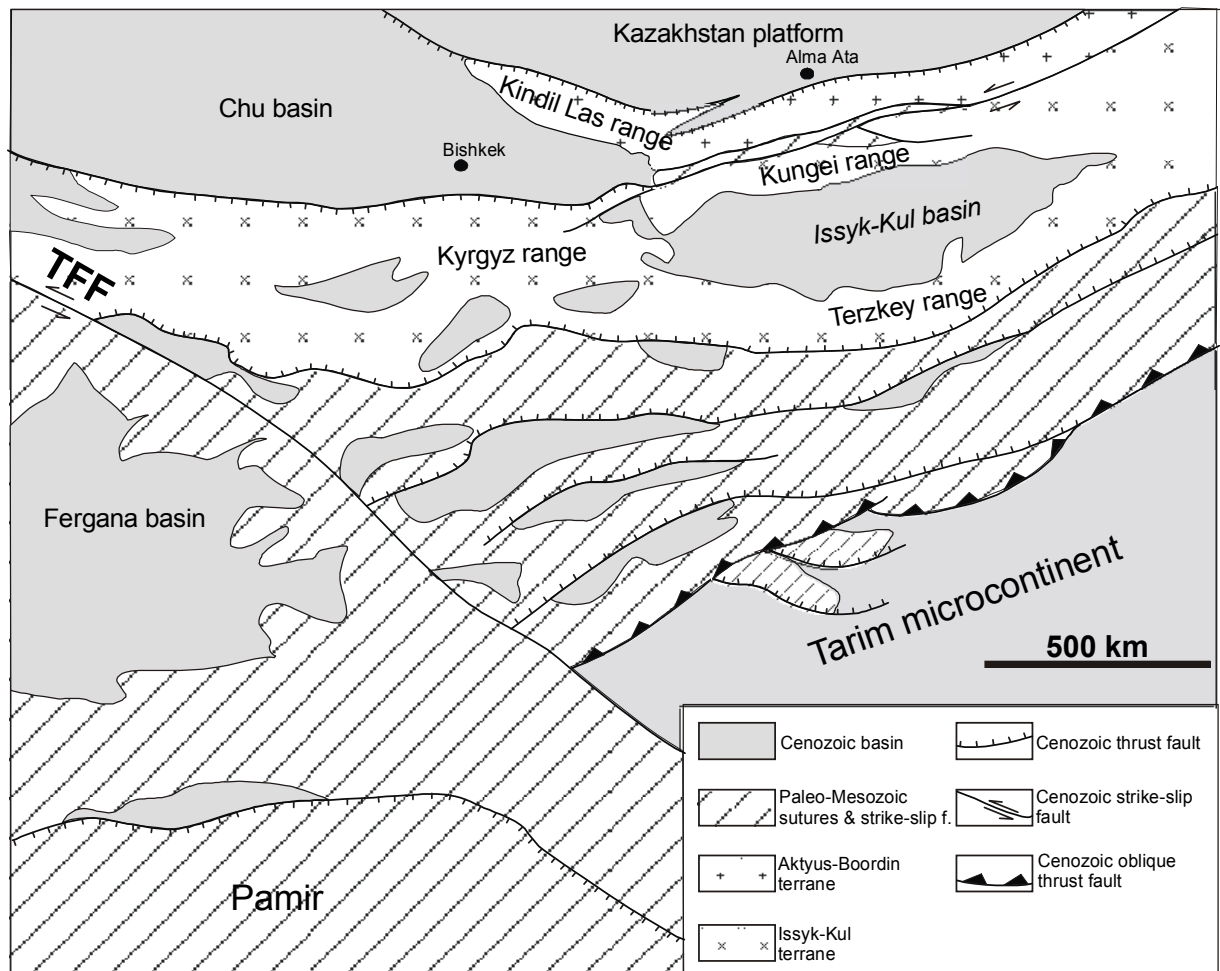 Kazakhstan platform
Alma Ata
Kindil Las range
Chu basin
Bishkek
Kungei range
Issyk-Kul basin
Kyrgyz range
TFF
Terzkey range
Fergana basin
Tarim microcontinent
500 km
Pamir
Cenozoic basin
Paleo-Mesozoic
sutures & strike-slip f.
Aktyus-Boordin
terrane
Issyk-Kul
terrane
Cenozoic thrust fault
Cenozoic strike-slip
fault
Cenozoic oblique
thrust fault